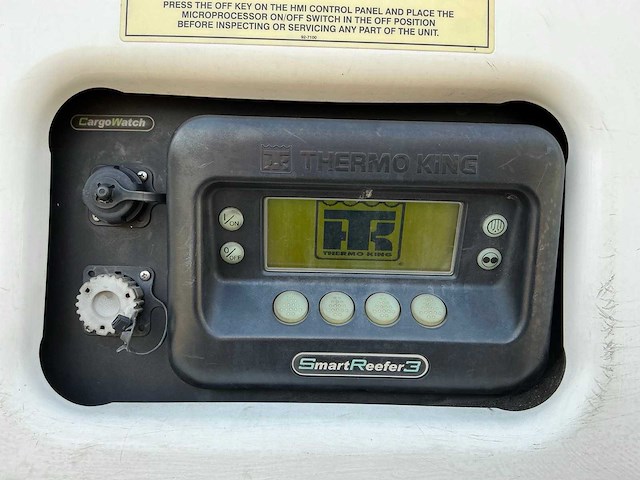 PRESS THE OFF KEY ON THE HMI CONTROL PANEL AND PLACE THE
MICROPROCESSOR ON/OFF SWITCH IN THE OFF POSITION
BEFORE INSPECTING OR SERVICING ANY PART OF THE UNIT.
CargoWatch
TK THERMO KING
I/ON
0/OFF
TK
THERMO KING
SmartReefer3